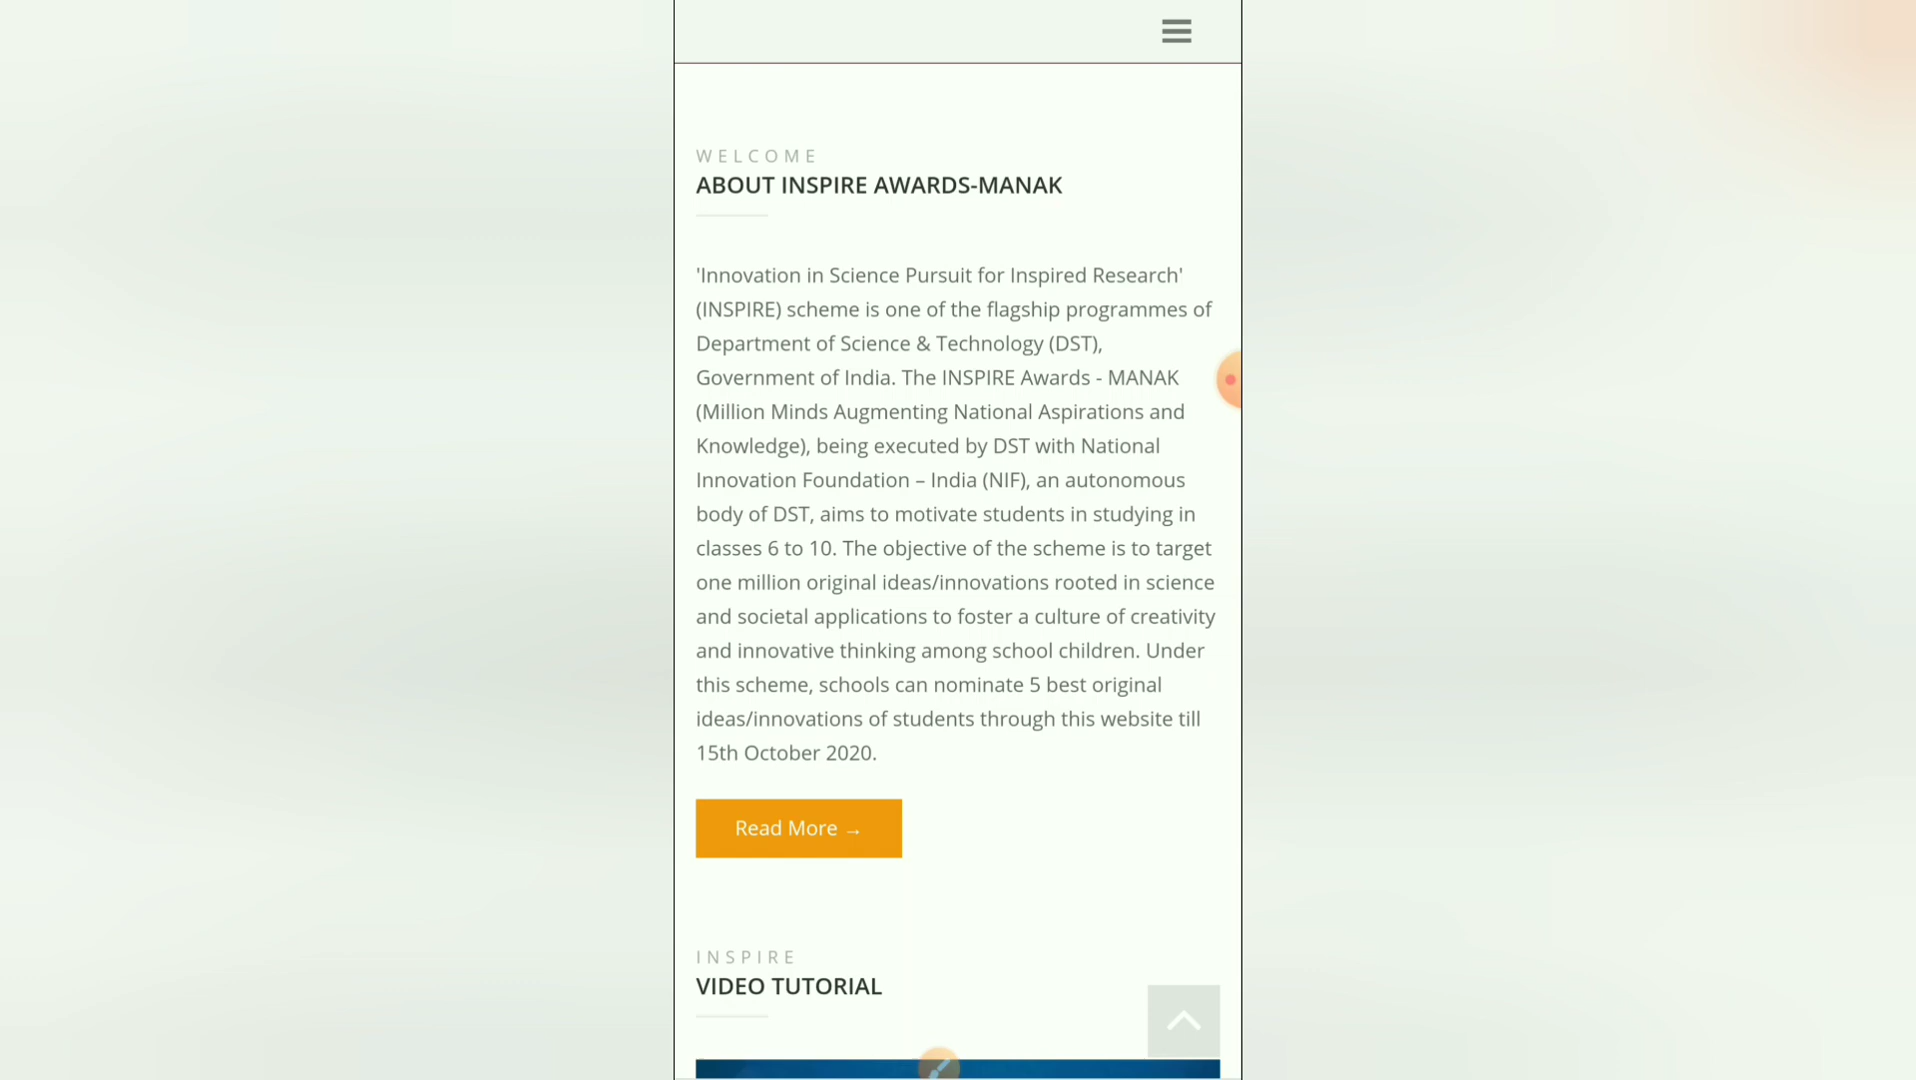 WELCOME
ABOUT INSPIRE AWARDS-MANAK
'Innovation in Science Pursuit for Inspired Research'
(INSPIRE) scheme is one of the flagship programmes of
Department of Science & Technology (DST),
Government of India. The INSPIRE Awards - MANAK
(Million Minds Augmenting National Aspirations and
Knowledge), being executed by DST with National
Innovation Foundation – India (NIF), an autonomous
body of DST, aims to motivate students in studying in
classes 6 to 10. The objective of the scheme is to target
one million original ideas/innovations rooted in science
and societal applications to foster a culture of creativity
and innovative thinking among school children. Under
this scheme, schools can nominate 5 best original
ideas/innovations of students through this website till
15th October 2020.
Read More →
INSPIRE
VIDEO TUTORIAL